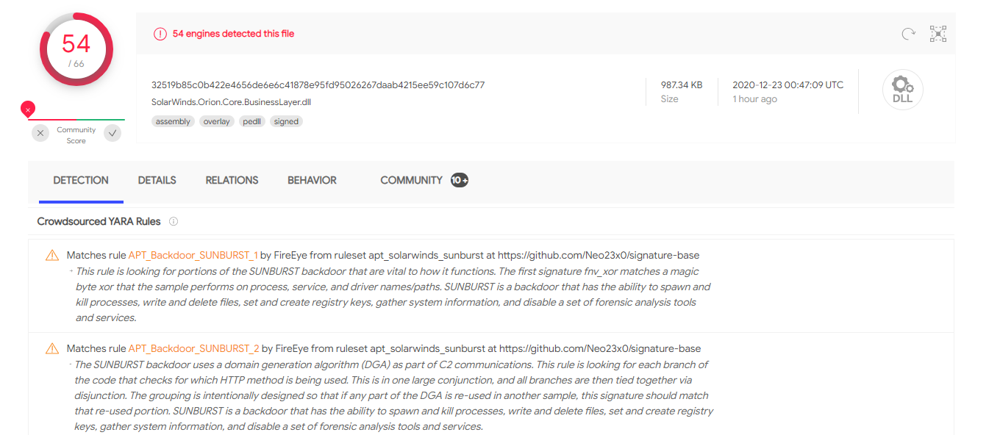 54
/ 66
54 engines detected this file
Community
Score
32519b85c0b422e4656de6e6c41878e95fd95026267daab4215ee59c107d6c77
SolarWinds.Orion.Core.BusinessLayer.dll
assembly overlay pedll signed
987.34 KB
Size
2020-12-23 00:47:09 UTC
1 hour ago
DLL
DETECTION DETAILS RELATIONS BEHAVIOR COMMUNITY 10+
Crowdsourced YARA Rules
Matches rule APT_Backdoor_SUNBURST_1 by FireEye from ruleset apt_solarwinds_sunburst at https://github.com/Neo23x0/signature-base
This rule is looking for portions of the SUNBURST backdoor that are vital to how it functions. The first signature fnv_xor matches a magic
byte xor that the sample performs on process, service, and driver names/paths. SUNBURST is a backdoor that has the ability to spawn and
kill processes, write and delete files, set and create registry keys, gather system information, and disable a set of forensic analysis tools
and services.
Matches rule APT_Backdoor_SUNBURST_2 by FireEye from ruleset apt_solarwinds_sunburst at https://github.com/Neo23x0/signature-base
The SUNBURST backdoor uses a domain generation algorithm (DGA) as part of C2 communications. This rule is looking for each branch of
the code that checks for which HTTP method is being used. This is in one large conjunction, and all branches are then tied together via
disjunction. The grouping is intentionally designed so that if any part of the DGA is re-used in another sample, this signature should match
that re-used portion. SUNBURST is a backdoor that has the ability to spawn and kill processes, write and delete files, set and create registry
keys, gather system information, and disable a set of forensic analysis tools and services.